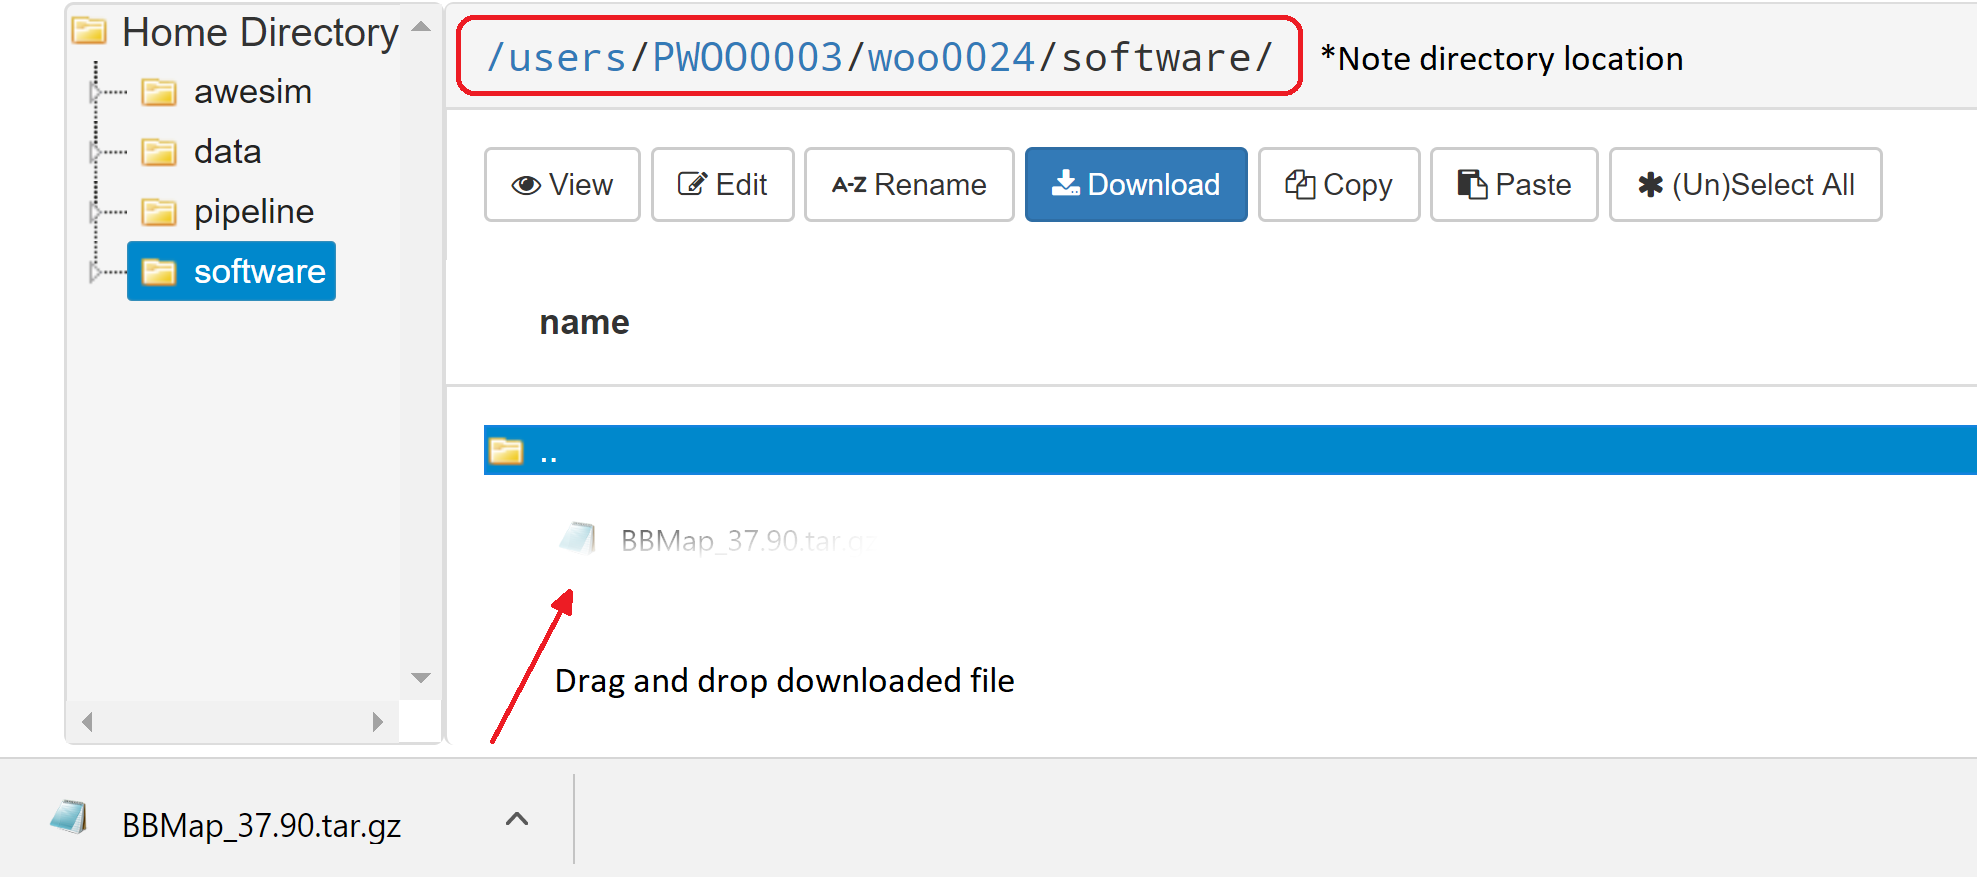 Home Directory
awesim
data
pipeline
software
/users/PWOO0003/woo0024/software/
*Note directory location
View
Edit
A-Z Rename
Download
Copy
Paste
(Un)Select All
name
..
BBMap_37.90.tar.gz
Drag and drop downloaded file
BBMap_37.90.tar.gz